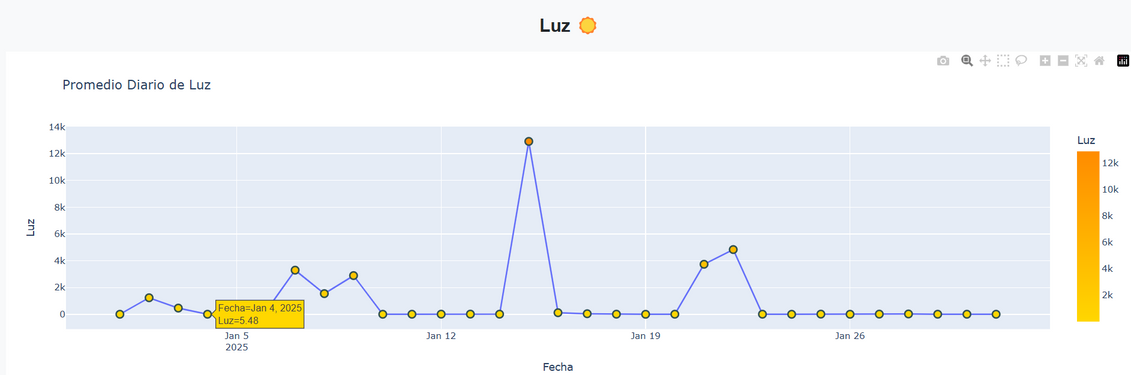 Luz
Promedio Diario de Luz
Luz
14k
12k
10k
8k
6k
4k
2k
0
Luz
12k
10k
8k
6k
4k
2k
Fecha=Jan 4, 2025
Luz=5.48
Jan 5
2025
Jan 12
Jan 19
Jan 26
Fecha